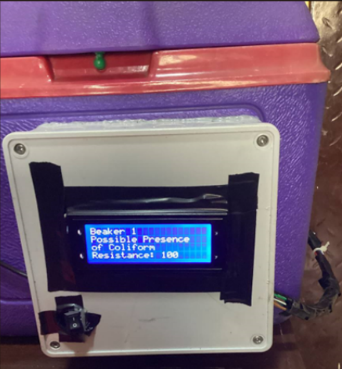 Beaker 1
Possible Presence
of Coliform
Resistance: 100